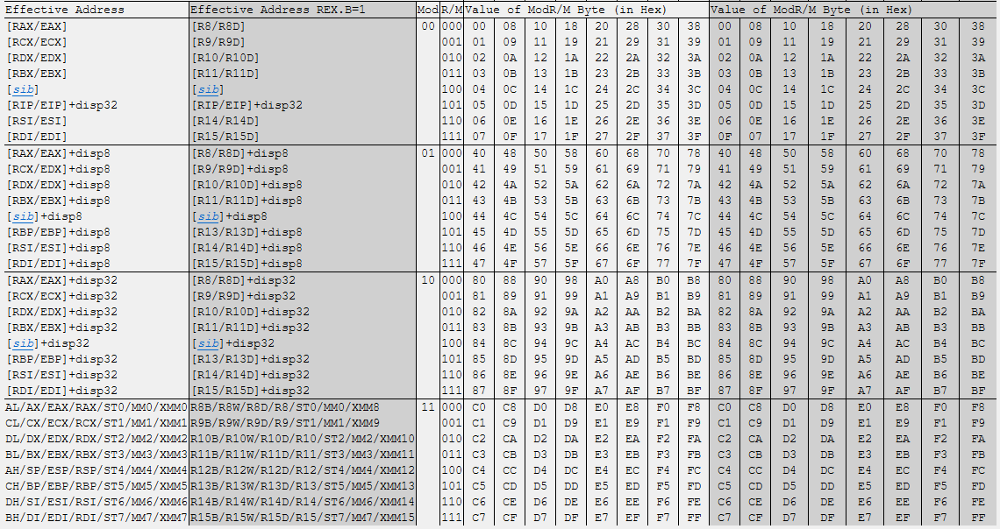 Effective Address Effective Address REX.B=1 Mod R/M Value of ModR/M Byte (in Hex) Value of ModR/M Byte (in Hex)
[RAX/EAX] [R8/R8D] 00 000 00 08 10 18 20 28 30 38 00 08 10 18 20 28 30 38
[RCX/ECX] [R9/R9D] 001 01 09 11 19 21 29 31 39 01 09 11 19 21 29 31 39
[RDX/EDX] [R10/R10D] 010 02 0A 12 1A 22 2A 32 3A 02 0A 12 1A 22 2A 32 3A
[RBX/EBX] [R11/R11D] 011 03 0B 13 1B 23 2B 33 3B 03 0B 13 1B 23 2B 33 3B
[sib] [sib] 100 04 0C 14 1C 24 2C 34 3C 04 0C 14 1C 24 2C 34 3C
[RIP/EIP]+disp32 [RIP/EIP]+disp32 101 05 0D 15 1D 25 2D 35 3D 05 0D 15 1D 25 2D 35 3D
[RSI/ESI] [R14/R14D] 110 06 0E 16 1E 26 2E 36 3E 06 0E 16 1E 26 2E 36 3E
[RDI/EDI] [R15/R15D] 111 07 0F 17 1F 27 2F 37 3F 0F 07 17 1F 27 2F 37 3F
[RAX/EAX]+disp8 [R8/R8D]+disp8 01 000 40 48 50 58 60 68 70 78 40 48 50 58 60 68 70 78
[RCX/EDX]+disp8 [R9/R9D]+disp8 001 41 49 51 59 61 69 71 79 41 49 51 59 61 69 71 79
[RDX/EDX]+disp8 [R10/R10D]+disp8 010 42 4A 52 5A 62 6A 72 7A 42 4A 52 5A 62 6A 72 7A
[RBX/EBX]+disp8 [R11/R11D]+disp8 011 43 4B 53 5B 63 6B 73 7B 43 4B 53 5B 63 6B 73 7B
[sib]+disp8 [sib]+disp8 100 44 4C 54 5C 64 6C 74 7C 44 4C 54 5C 64 6C 74 7C
[RBP/EBP]+disp8 [R13/R13D]+disp8 101 45 4D 55 5D 65 6D 75 7D 45 4D 55 5D 65 6D 75 7D
[RSI/ESI]+disp8 [R14/R14D]+disp8 110 46 4E 56 5E 66 6E 76 7E 46 4E 56 5E 66 6E 76 7E
[RDI/EDI]+disp8 [R15/R15D]+disp8 111 47 4F 57 5F 67 6F 77 7F 47 4F 57 5F 67 6F 77 7F
[RAX/EAX]+disp32 [R8/R8D]+disp32 10 000 80 88 90 98 A0 A8 B0 B8 80 88 90 98 A0 A8 B0 B8
[RCX/ECX]+disp32 [R9/R9D]+disp32 001 81 89 91 99 A1 A9 B1 B9 81 89 91 99 A1 A9 B1 B9
[RDX/EDX]+disp32 [R10/R10D]+disp32 010 82 8A 92 9A A2 AA B2 BA 82 8A 92 9A A2 AA B2 BA
[RBX/EBX]+disp32 [R11/R11D]+disp32 011 83 8B 93 9B A3 AB B3 BB 83 8B 93 9B A3 AB B3 BB
[sib]+disp32 [sib]+disp32 100 84 8C 94 9C A4 AC B4 BC 84 8C 94 9C A4 AC B4 BC
[RBP/EBP]+disp32 [R13/R13D]+disp32 101 85 8D 95 9D A5 AD B5 BD 85 8D 95 9D A5 AD B5 BD
[RSI/ESI]+disp32 [R14/R14D]+disp32 110 86 8E 96 9E A6 AE B6 BE 86 8E 96 9E A6 AE B6 BE
[RDI/EDI]+disp32 [R15/R15D]+disp32 111 87 8F 97 9F A7 AF B7 BF 87 8F 97 9F A7 AF B7 BF
AL/AX/EAX/RAX/ST0/MM0/XMM0 R8B/R8W/R8D/R8/ST0/MM0/XMM8 11 000 C0 C8 D0 D8 E0 E8 F0 F8 C0 C8 D0 D8 E0 E8 F0 F8
CL/CX/ECX/RCX/ST1/MM1/XMM1 R9B/R9W/R9D/R9/ST1/MM1/XMM9 001 C1 C9 D1 D9 E1 E9 F1 F9 C1 C9 D1 D9 E1 E9 F1 F9
DL/DX/EDX/RDX/ST2/MM2/XMM2 R10B/R10W/R10D/R10/ST2/MM2/XMM10 010 C2 CA D2 DA E2 EA F2 FA C2 CA D2 DA E2 EA F2 FA
BL/BX/EBX/RBX/ST3/MM3/XMM3 R11B/R11W/R11D/R11/ST3/MM3/XMM11 011 C3 CB D3 DB E3 EB F3 FB C3 CB D3 DB E3 EB F3 FB
AH/SP/ESP/RSP/ST4/MM4/XMM4 R12B/R12W/R12D/R12/ST4/MM4/XMM12 100 C4 CC D4 DC E4 EC F4 FC C4 CC D4 DC E4 EC F4 FC
CH/BP/EBP/RBP/ST5/MM5/XMM5 R13B/R13W/R13D/R13/ST5/MM5/XMM13 101 C5 CD D5 DD E5 ED F5 FD C5 CD D5 DD E5 ED F5 FD
DH/SI/ESI/RSI/ST6/MM6/XMM6 R14B/R14W/R14D/R14/ST6/MM6/XMM14 110 C6 CE D6 DE E6 EE F6 FE C6 CE D6 DE E6 EE F6 FE
BH/DI/EDI/RDI/ST7/MM7/XMM7 R15B/R15W/R15D/R15/ST7/MM7/XMM15 111 C7 CF D7 DF E7 EF F7 FF C7 CF D7 DF E7 EF F7 FF